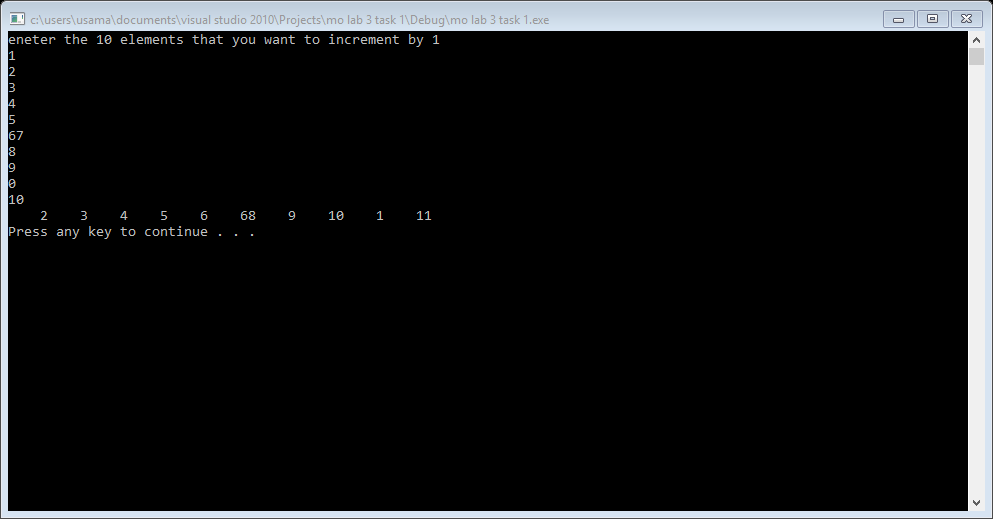 c:\users\usama\documents\visual studio 2010\Projects\mo lab 3 task 1\Debug\mo lab 3 task 1.exe
eneter the 10 elements that you want to increment by 1
1
2
3
4
5
67
8
9
0
10
2 3 4 5 6 68 9 10 1 11
Press any key to continue . . .